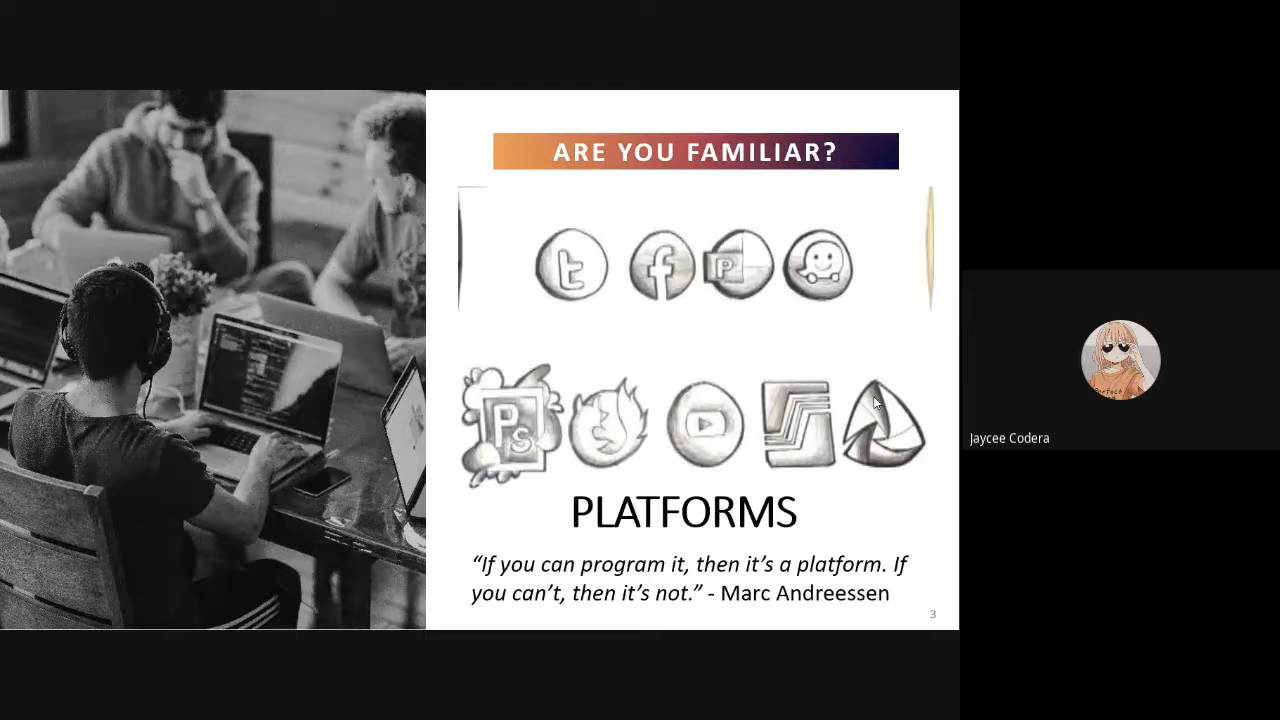 ARE YOU FAMILIAR?
t f P
Ps
PLATFORMS
“If you can program it, then it’s a platform. If
you can’t, then it’s not.” - Marc Andreessen
3
Jaycee Codera